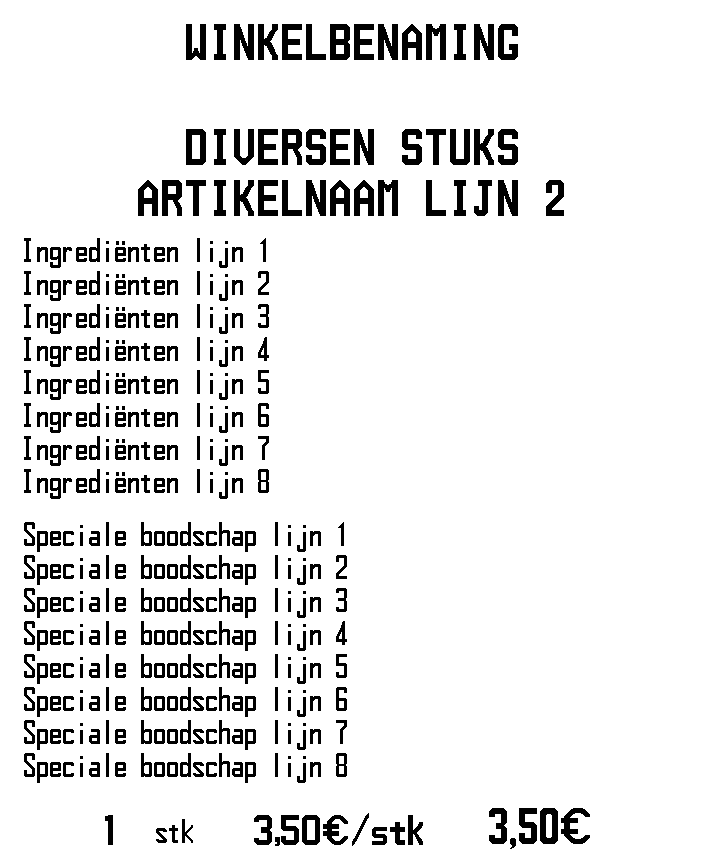 WINKELBENAMING
DIVERSEN STUKS
ARTIKELNAAM LIJN 2
Ingrediënten lijn 1
Ingrediënten lijn 2
Ingrediënten lijn 3
Ingrediënten lijn 4
Ingrediënten lijn 5
Ingrediënten lijn 6
Ingrediënten lijn 7
Ingrediënten lijn 8
Speciale boodschap lijn 1
Speciale boodschap lijn 2
Speciale boodschap lijn 3
Speciale boodschap lijn 4
Speciale boodschap lijn 5
Speciale boodschap lijn 6
Speciale boodschap lijn 7
Speciale boodschap lijn 8
1 stk 3,50€/stk 3,50€